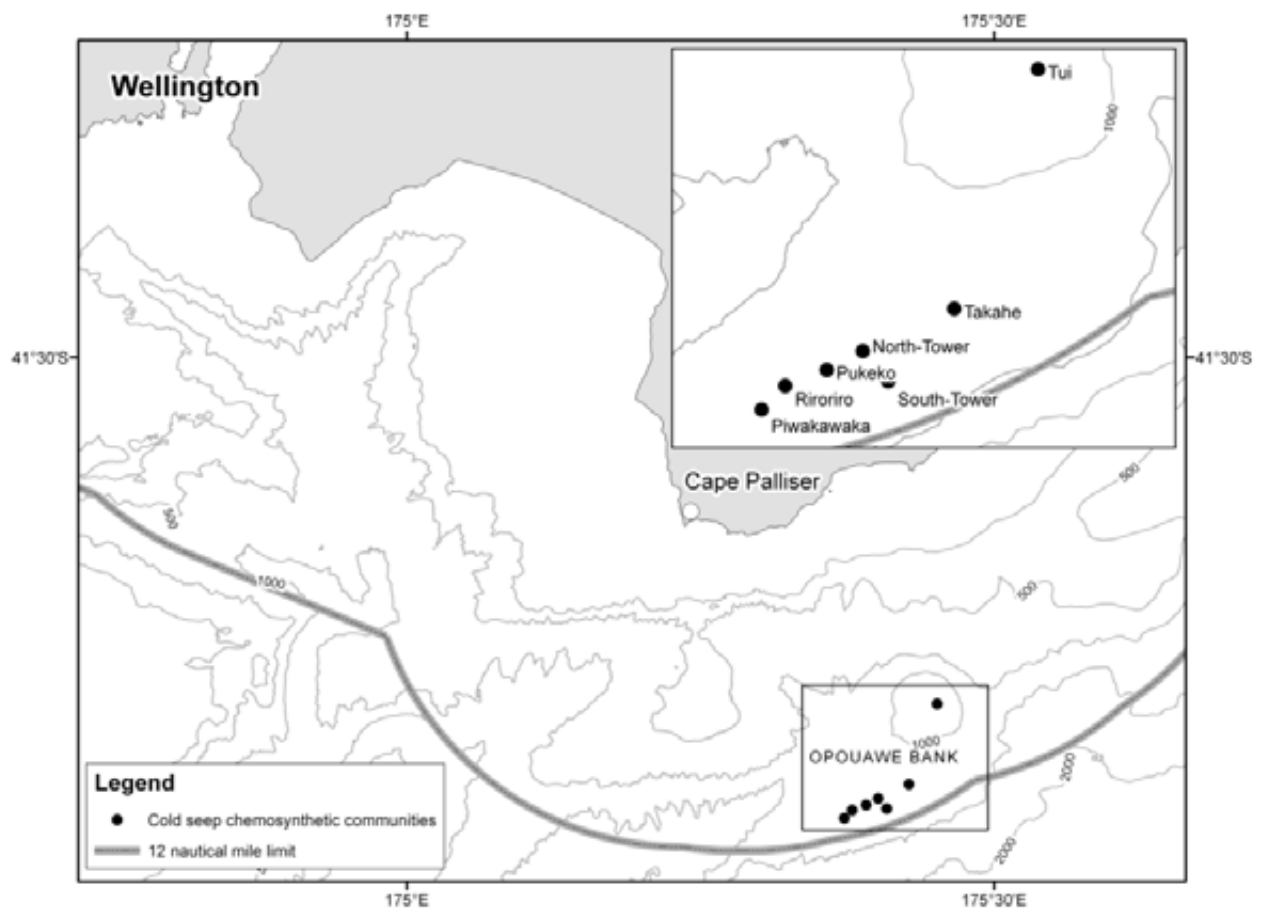 175°E
175°30'E
Wellington
Tui
1000
Takahe
North-Tower
41°30'S
41°30'S
Pukeko
Riroriro
South-Tower
Piwakawaka
Cape Palliser
500
500
1000
500
1000
OPOUAWE BANK
2000
Legend
Cold seep chemosynthetic communities
12 nautical mile limit
2000
175°E
175°30'E